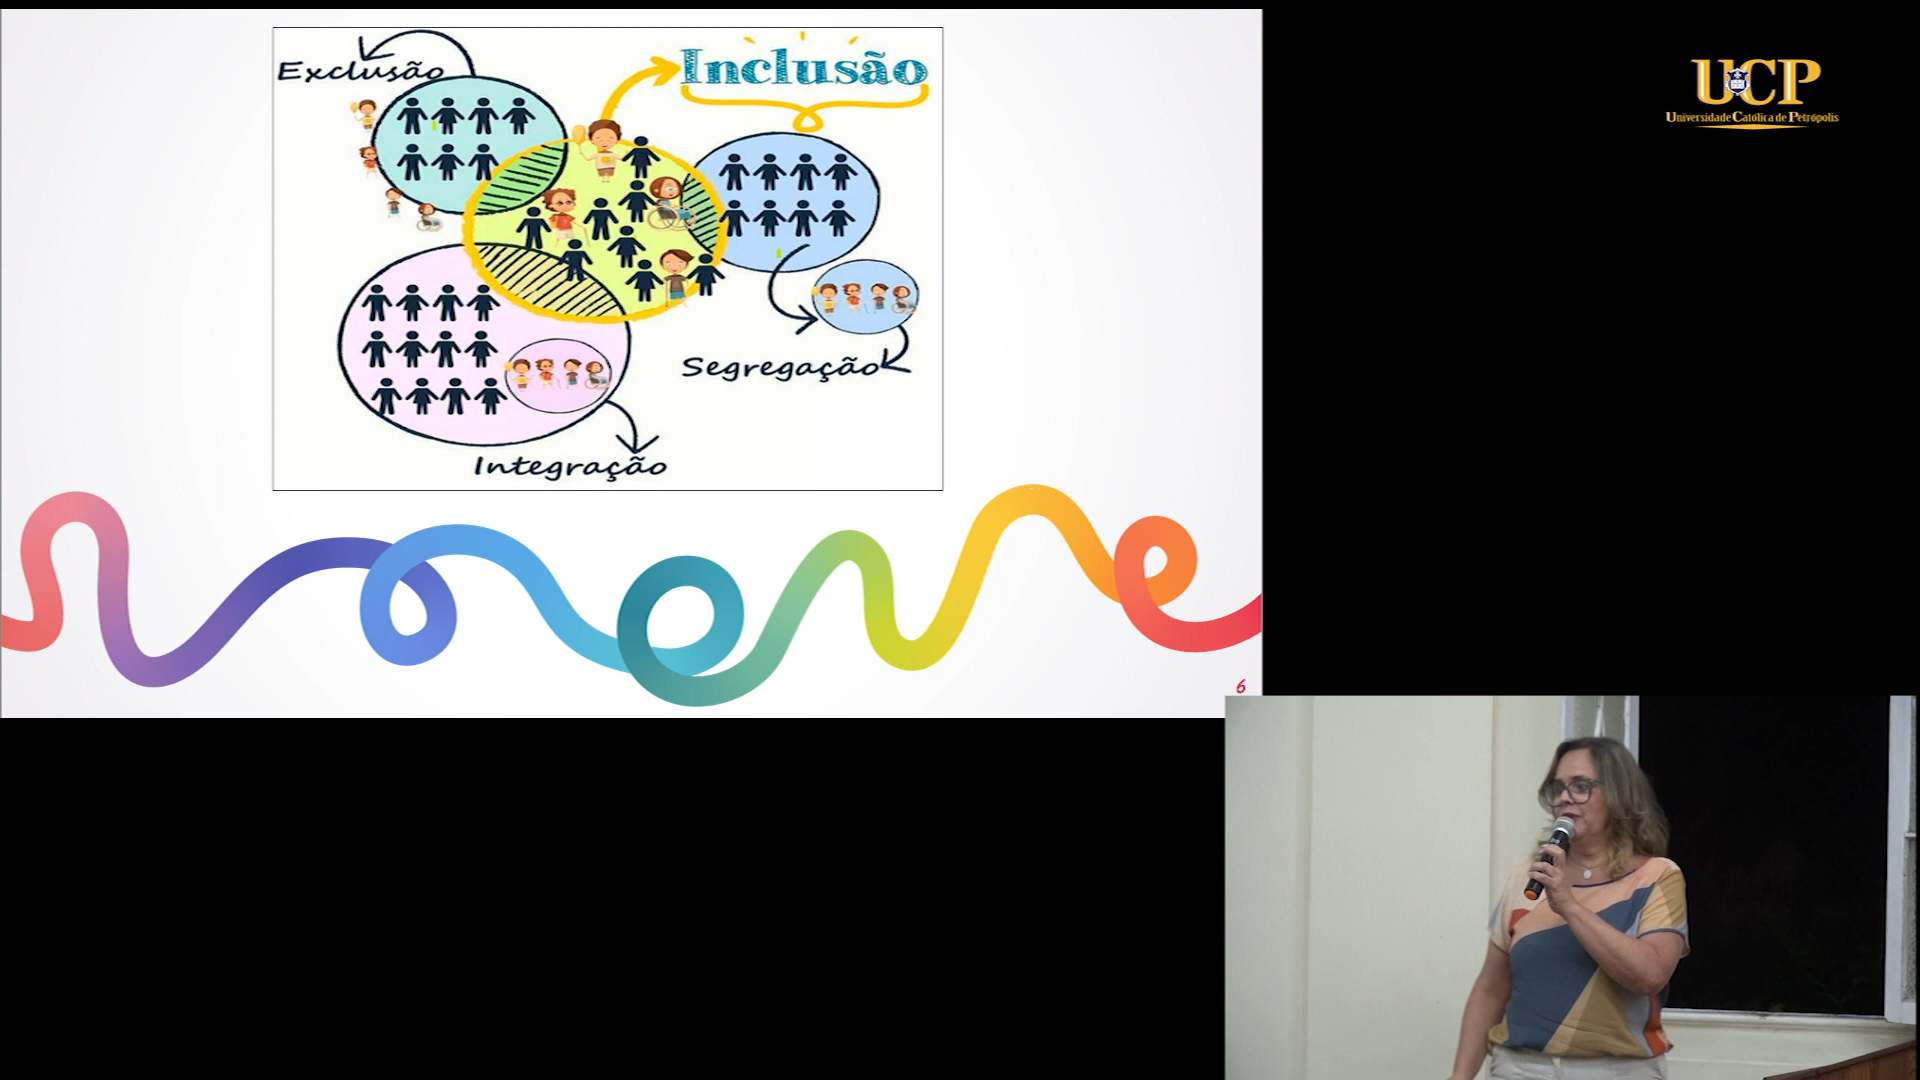 Exclusão
Inclusão
Segregação
Integração
6
UCP
Universidade Católica de Petrópolis